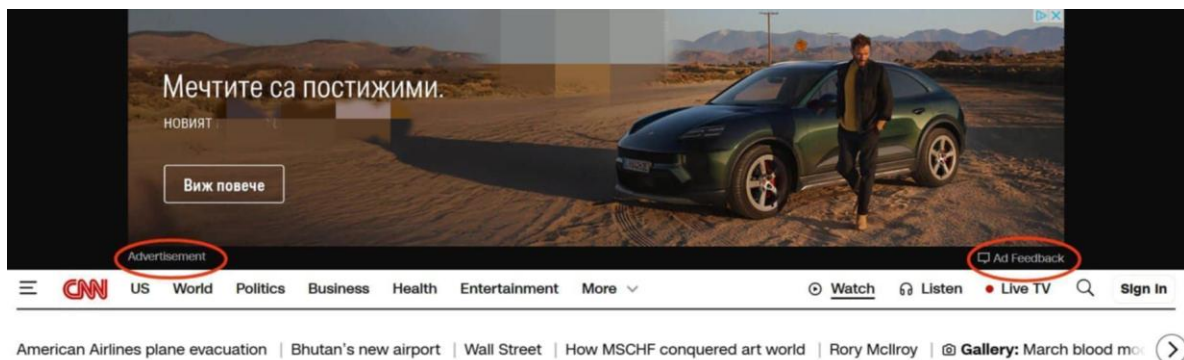 Мечтите са постижими.
НОВИЯТ
Виж повече
Advertisement
Ad Feedback
CNN US World Politics Business Health Entertainment More Watch Listen Live TV Sign In
American Airlines plane evacuation | Bhutan's new airport | Wall Street | How MSCHF conquered art world | Rory McIlroy | Gallery: March blood